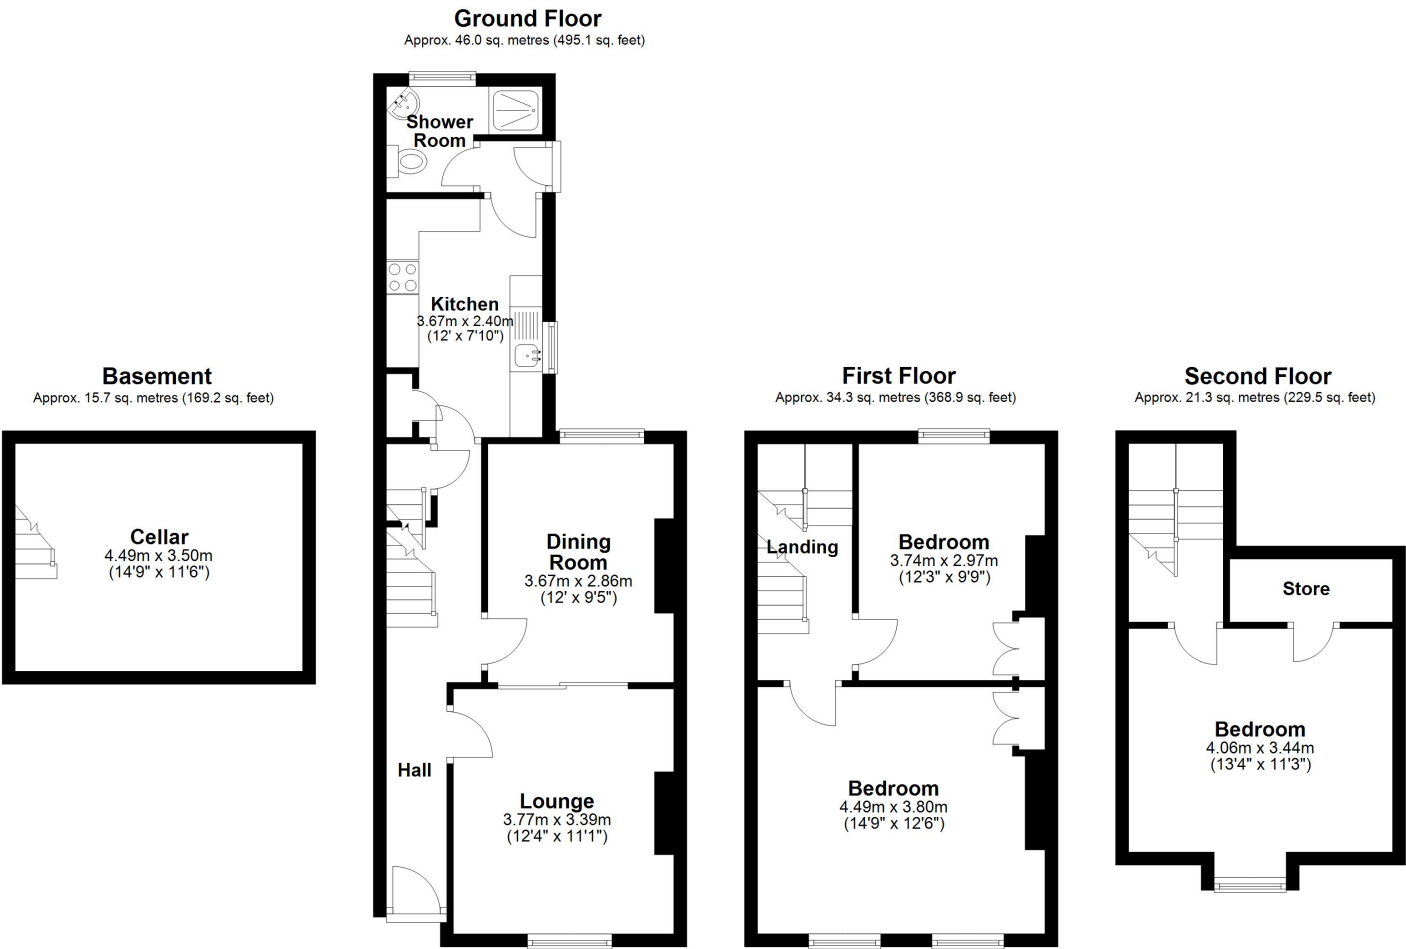 Ground Floor
Approx. 46.0 sq. metres (495.1 sq. feet)
Shower
Room
Kitchen
3.67m x 2.40m
(12' x 7'10")
Dining
Room
3.67m x 2.86m
(12' x 9'5")
Hall
Lounge
3.77m x 3.39m
(12'4" x 11'1")
Basement
Approx. 15.7 sq. metres (169.2 sq. feet)
Cellar
4.49m x 3.50m
(14'9" x 11'6")
First Floor
Approx. 34.3 sq. metres (368.9 sq. feet)
Landing
Bedroom
3.74m x 2.97m
(12'3" x 9'9")
Bedroom
4.49m x 3.80m
(14'9" x 12'6")
Second Floor
Approx. 21.3 sq. metres (229.5 sq. feet)
Store
Bedroom
4.06m x 3.44m
(13'4" x 11'3")